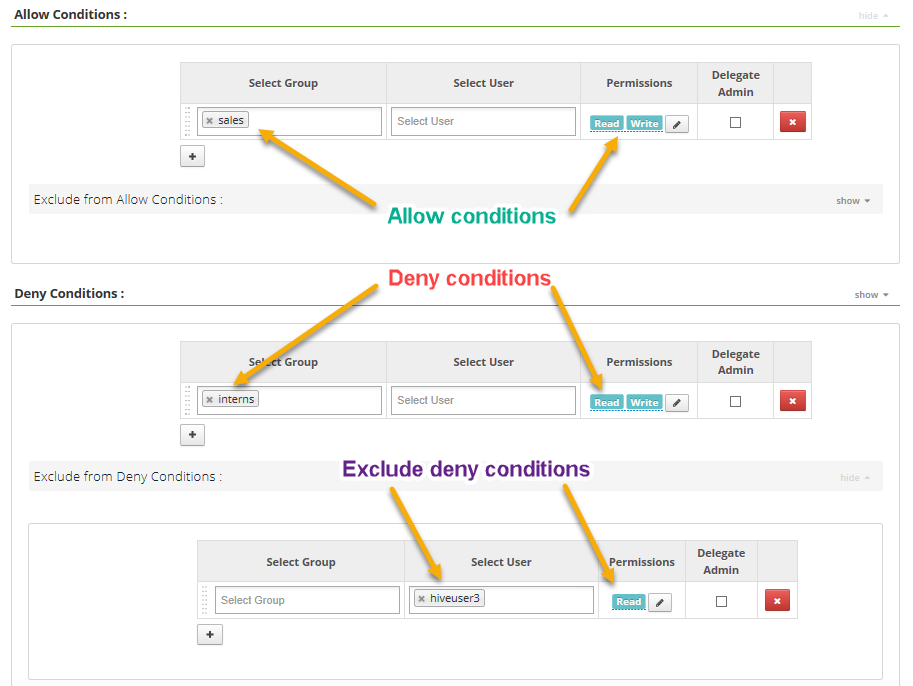 Allow Conditions :
hide
Select Group Select User Permissions Delegate Admin
sales Select User Read Write
+
Exclude from Allow Conditions : show
Allow conditions
Deny conditions
Deny Conditions : show
Select Group Select User Permissions Delegate Admin
interns Select User Read Write
+
Exclude from Deny Conditions : hide
Exclude deny conditions
Select Group Select User Permissions Delegate Admin
Select Group hiveuser3 Read
+